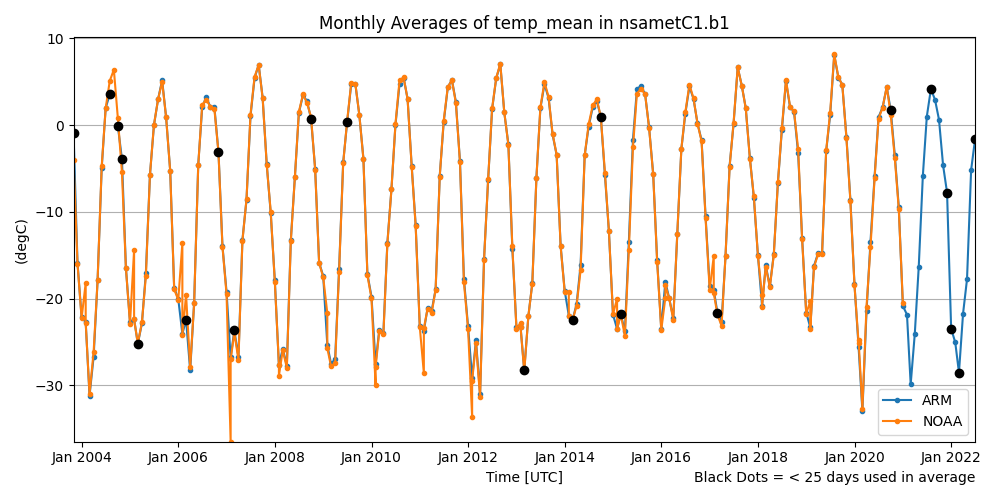 Monthly Averages of temp_mean in nsametC1.b1
10
0
−10
−20
−30
(degC)
ARM
NOAA
Jan 2004 Jan 2006 Jan 2008 Jan 2010 Jan 2012 Jan 2014 Jan 2016 Jan 2018 Jan 2020 Jan 2022
Time [UTC]
Black Dots = < 25 days used in average